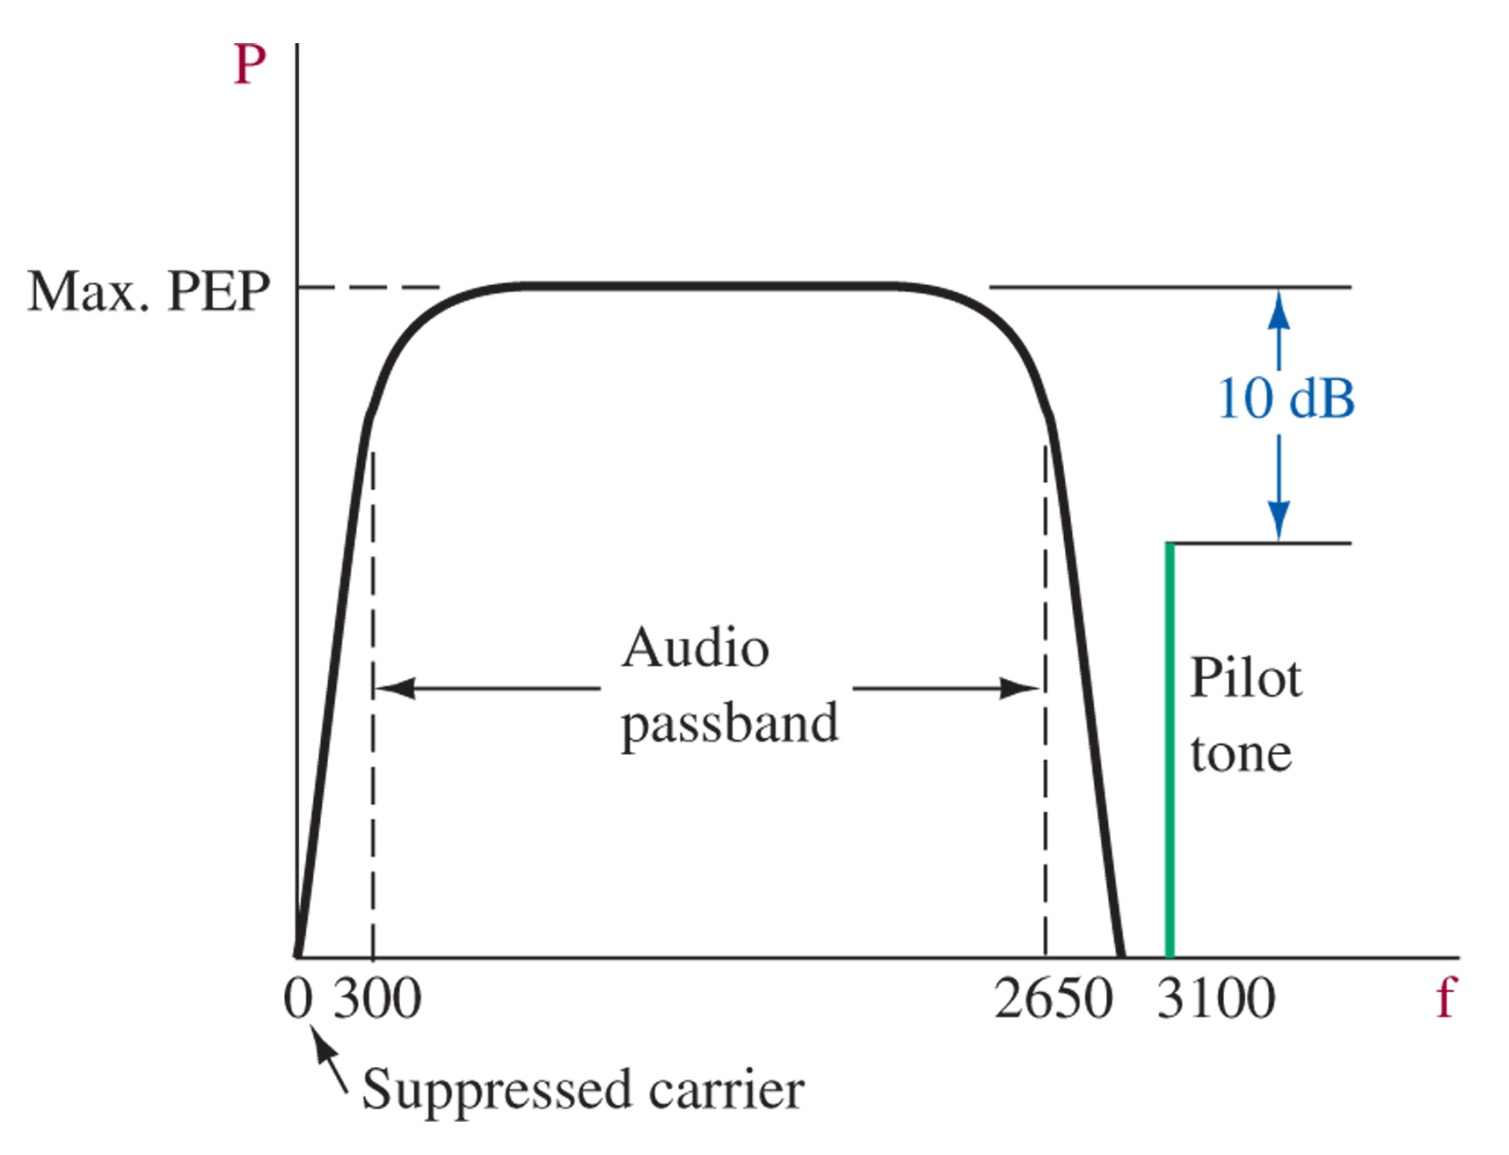 P
Max. PEP
10 dB
Audio
passband
Pilot
tone
0 300 2650 3100 f
Suppressed carrier